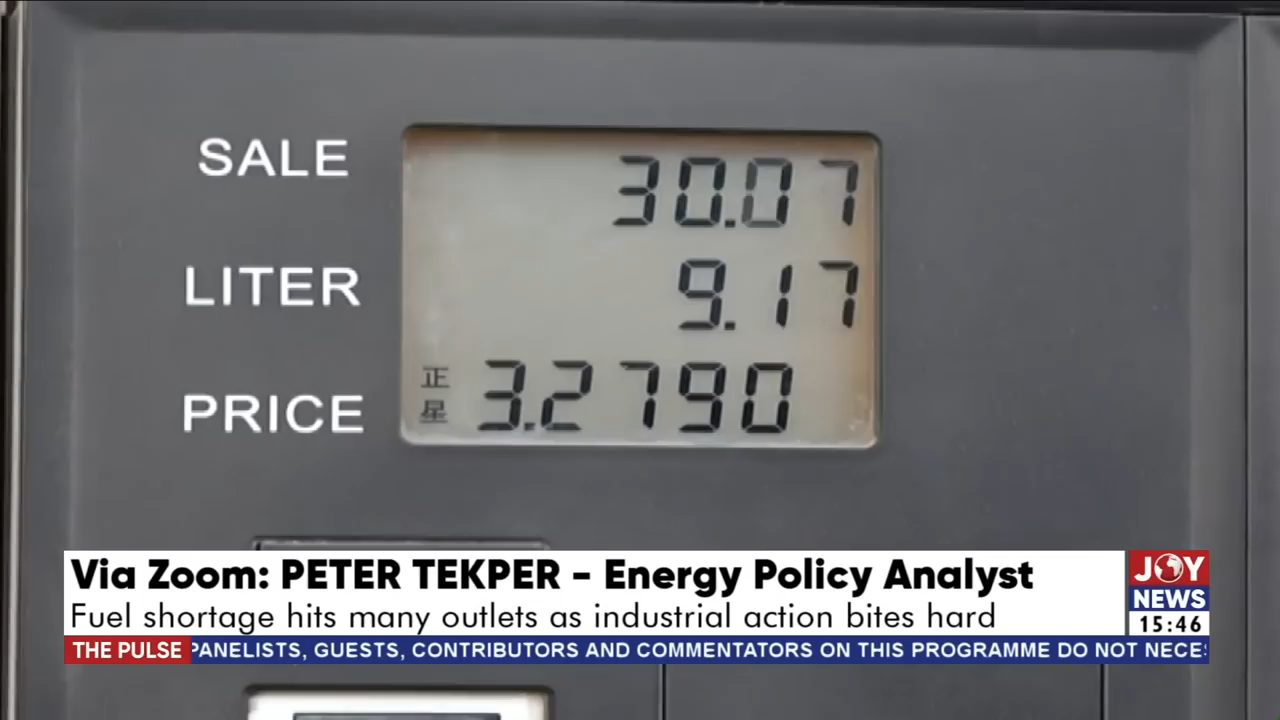 SALE
30.07
LITER
9.17
PRICE
正星
3.2790
Via Zoom: PETER TEKPER - Energy Policy Analyst
Fuel shortage hits many outlets as industrial action bites hard
JOY
NEWS
15:46
THE PULSE
PANELISTS, GUESTS, CONTRIBUTORS AND COMMENTATORS ON THIS PROGRAMME DO NOT